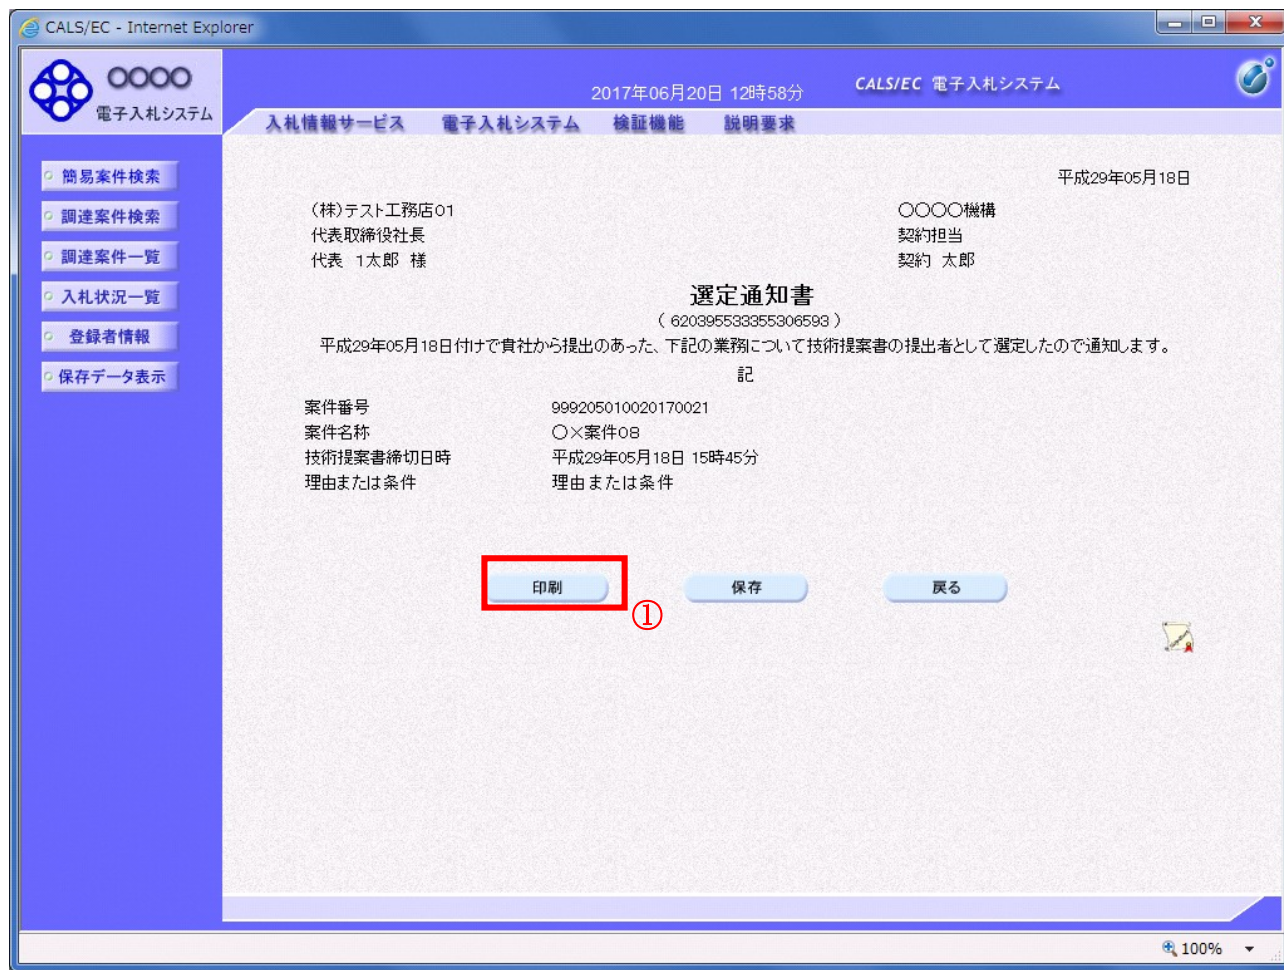 CALS/EC - Internet Explorer
○○○○
電子入札システム
2017年06月20日 12時58分
CALS/EC 電子入札システム
入札情報サービス 電子入札システム 検証機能 説明要求
簡易案件検索
調達案件検索
調達案件一覧
入札状況一覧
登録者情報
保存データ表示
平成29年05月18日
(株)テスト工務店01
代表取締役社長
代表 1太郎 様
○○○○機構
契約担当
契約 太郎
選定通知書
( 620395533355306593 )
平成29年05月18日付けで貴社から提出のあった、下記の業務について技術提案書の提出者として選定したので通知します。
記
案件番号 999205010020170021
案件名称 ○×案件08
技術提案書締切日時 平成29年05月18日 15時45分
理由または条件 理由または条件
印刷 保存 戻る
①
100%